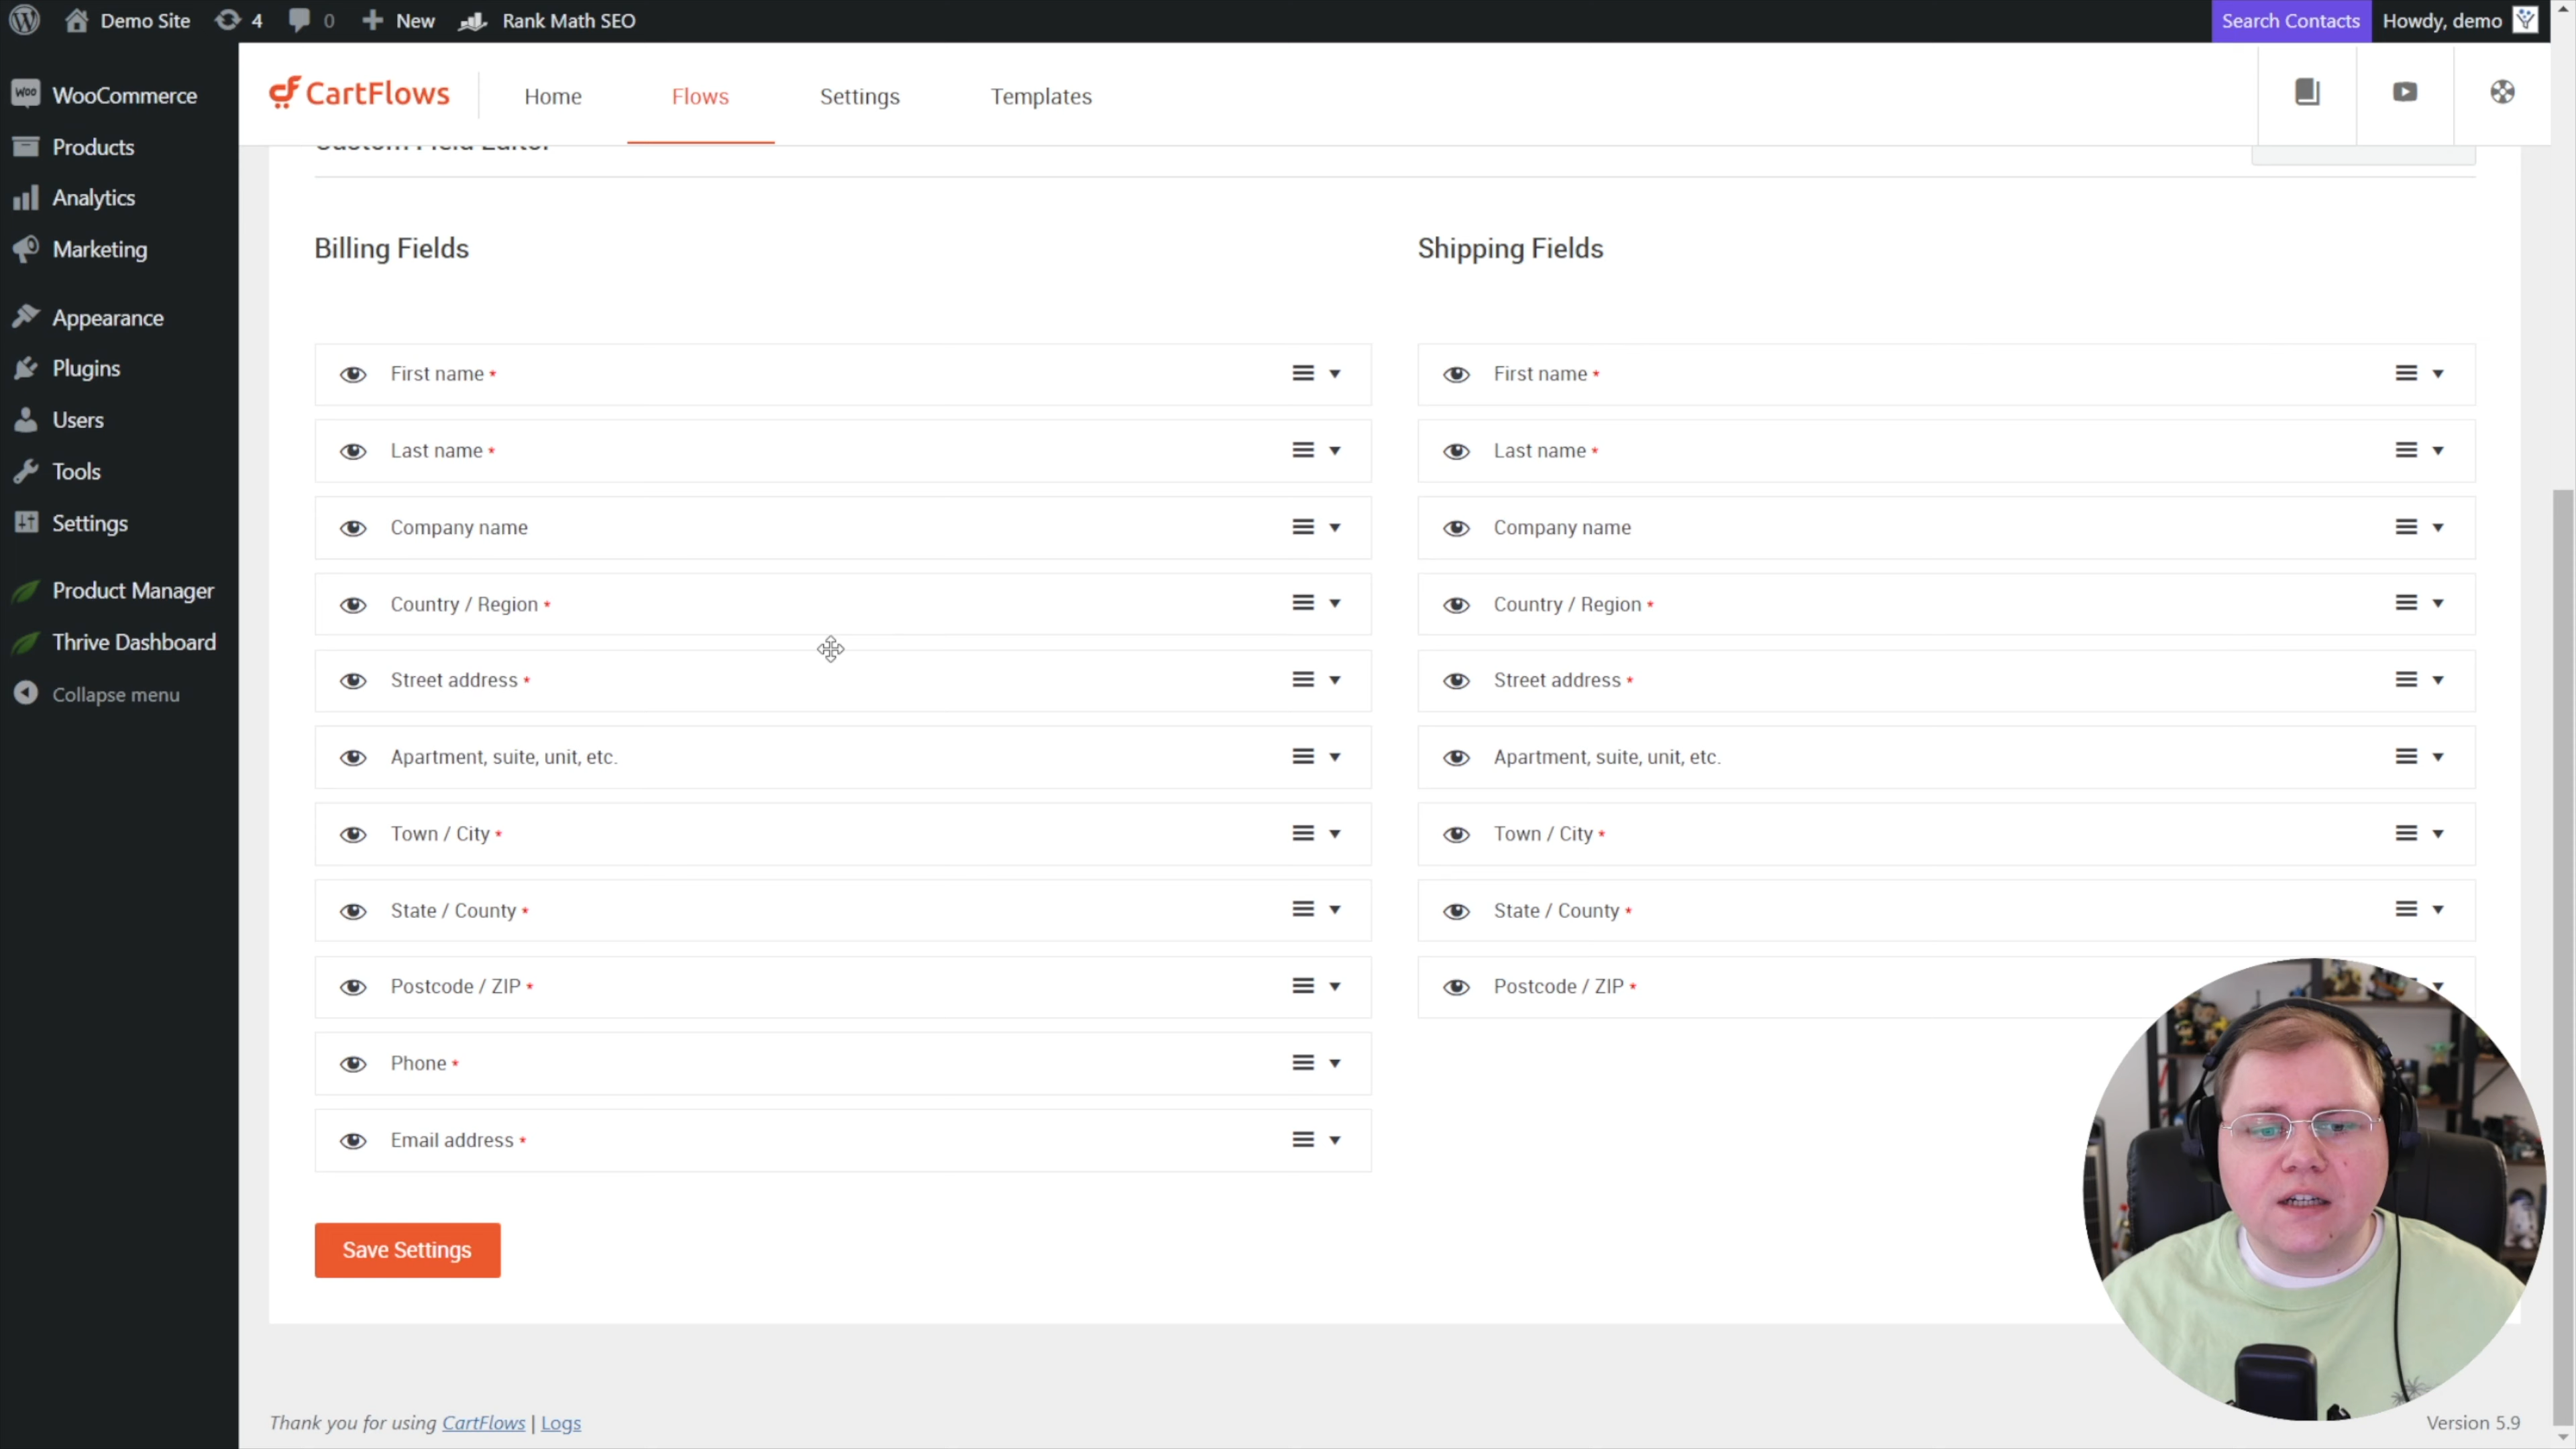 Demo Site 4 0 New Rank Math SEO Search Contacts Howdy, demo
WooCommerce
Products
Analytics
Marketing
Appearance
Plugins
Users
Tools
Settings
Product Manager
Thrive Dashboard
Collapse menu
CartFlows Home Flows Settings Templates
Custom Field Editor
Billing Fields
First name *
Last name *
Company name
Country / Region *
Street address *
Apartment, suite, unit, etc.
Town / City *
State / County *
Postcode / ZIP *
Phone *
Email address *
Save Settings
Shipping Fields
First name *
Last name *
Company name
Country / Region *
Street address *
Apartment, suite, unit, etc.
Town / City *
State / County *
Postcode / ZIP *
Thank you for using CartFlows | Logs
Version 5.9